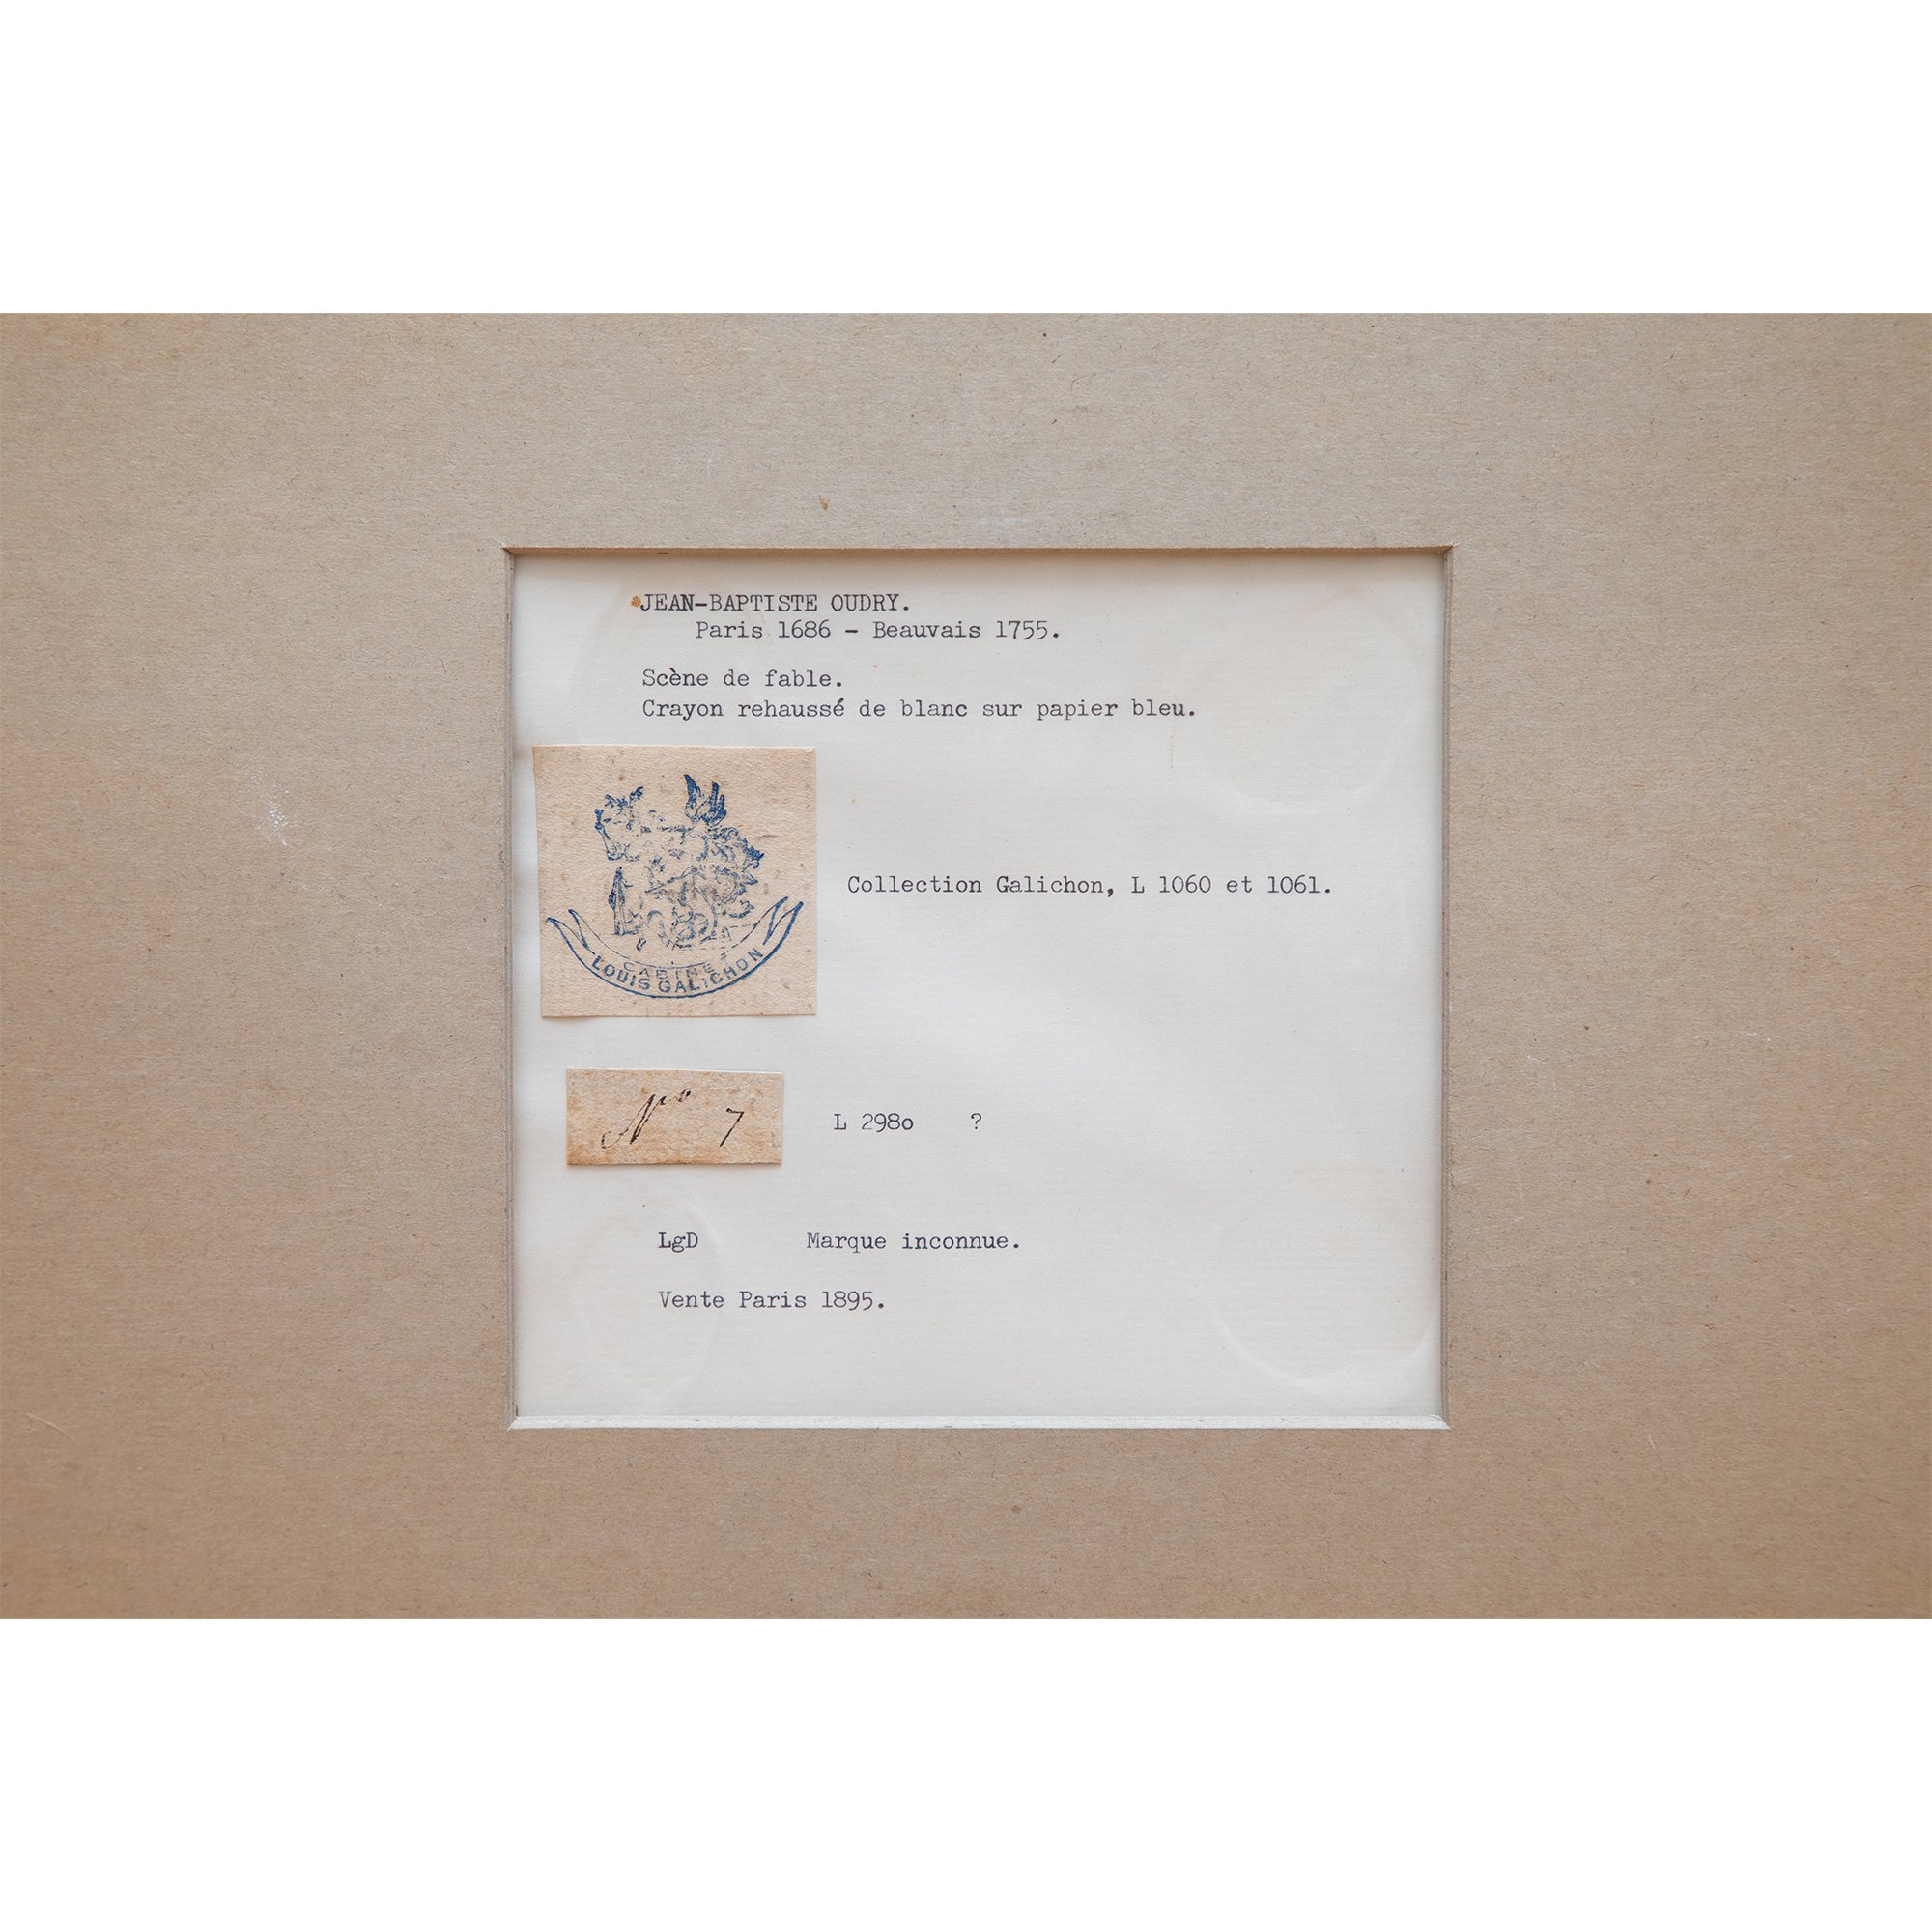 JEAN-BAPTISTE OUDRY.
Paris 1686 - Beauvais 1755.
Scène de fable.
Crayon rehaussé de blanc sur papier bleu.
CABINET
LOUIS GALICHON
Collection Galichon, L 1060 et 1061.
No 7
L 298o ?
LgD Marque inconnue.
Vente Paris 1895.